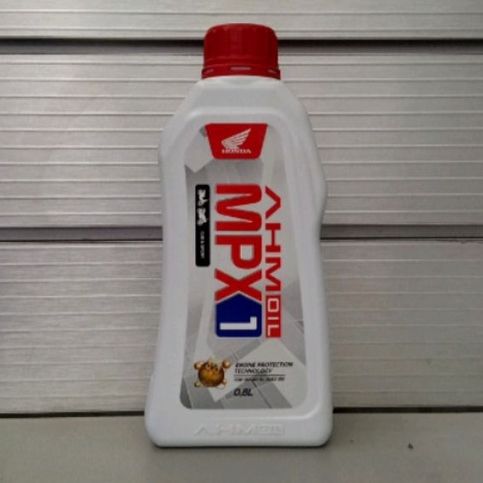 HONDA
AHM OIL
MPX 1
ENGINE PROTECTION
TECHNOLOGY
0,8L
AHM OIL